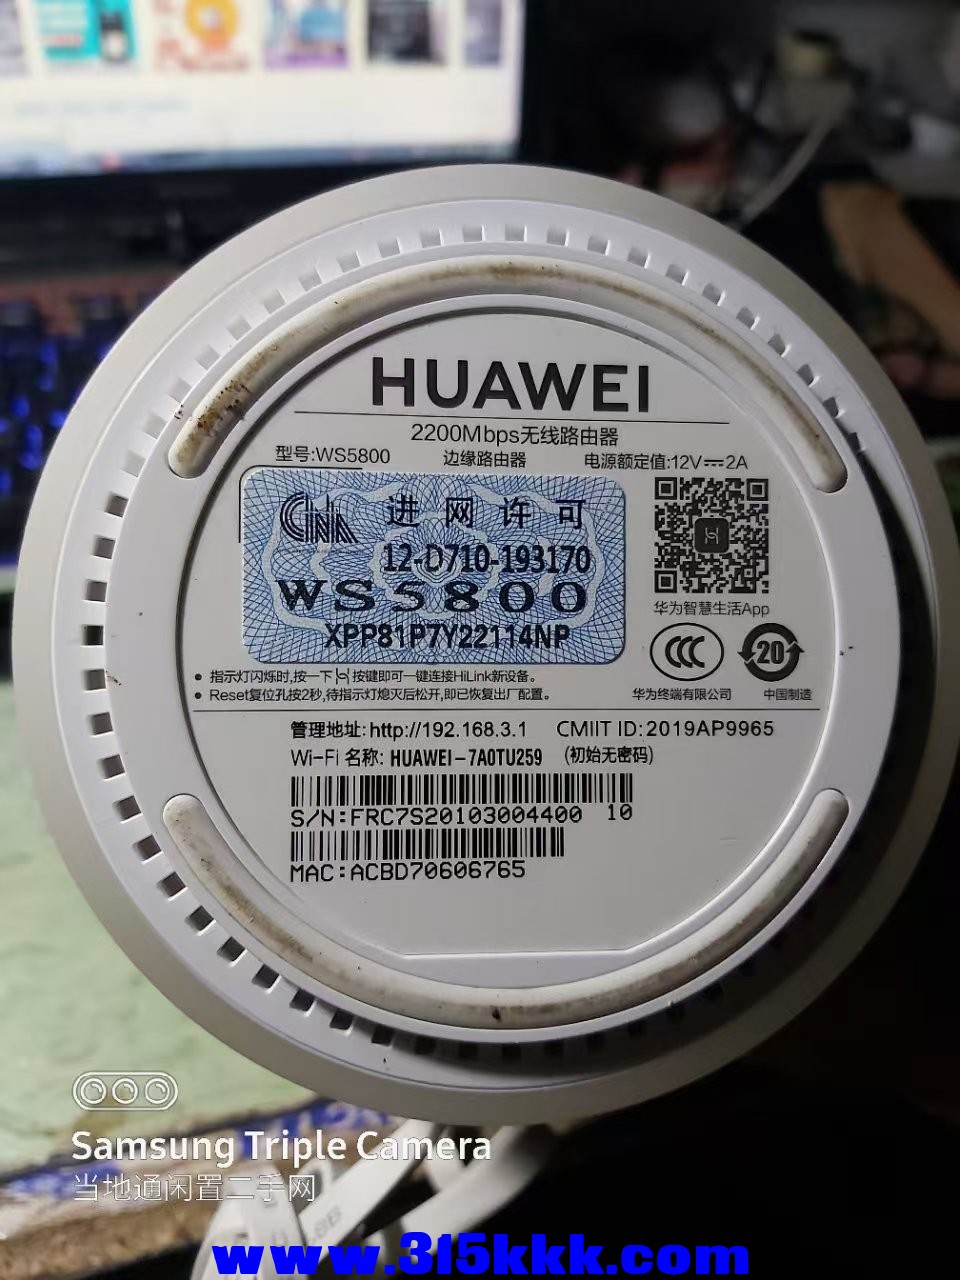 HUAWEI
2200Mbps无线路由器
型号:WS5800 边缘路由器 电源额定值:12V⎓2A
进网许可
12-D710-193170
WS5800
XPP81P7Y22114NP
华为智慧生活App
20
华为终端有限公司 中国制造
• 指示灯闪烁时,按一下 H 按键即可一键连接HiLink新设备。
• Reset复位孔按2秒,待指示灯熄灭后松开,即已恢复出厂配置。
管理地址:http://192.168.3.1 CMIIT ID:2019AP9965
Wi-Fi 名称: HUAWEI-7A0TU259 (初始无密码)
S/N:FRC7S20103004400 10
MAC:ACBD70606765
Samsung Triple Camera
当地通闲置二手网
www.315kkk.com